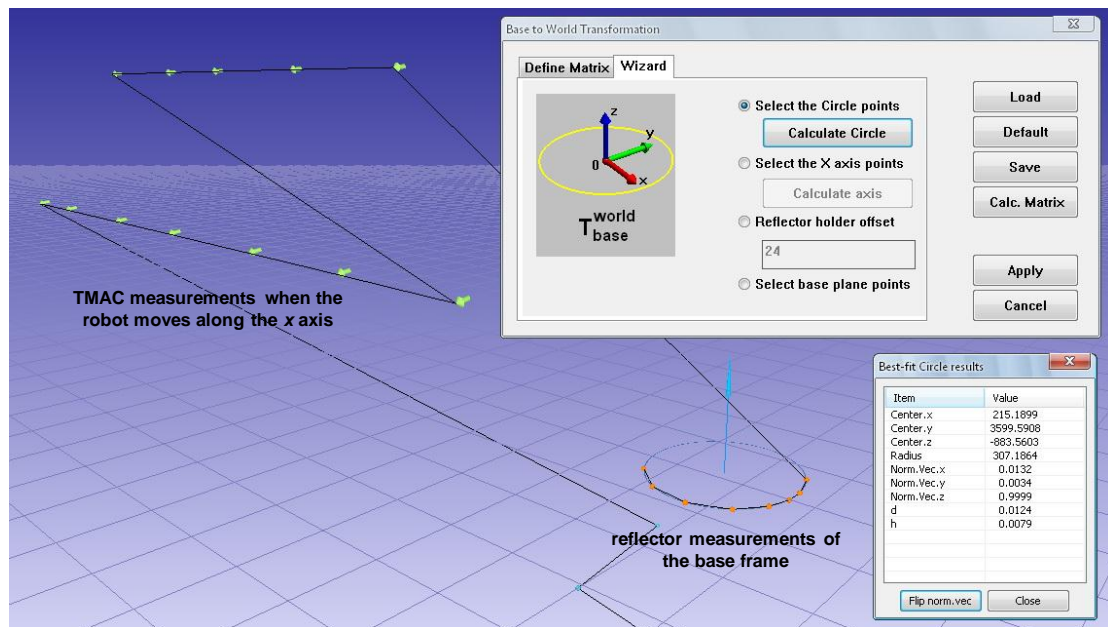 Base to World Transformation
Define Matrix
Wizard
z
y
0
x
T world base
Select the Circle points
Calculate Circle
Select the X axis points
Calculate axis
Reflector holder offset
24
Select base plane points
Load
Default
Save
Calc. Matrix
Apply
Cancel
TMAC measurements when the
robot moves along the x axis
reflector measurements of
the base frame
Best-fit Circle results
Item Value
Center.x 215.1899
Center.y 3599.5908
Center.z -883.5603
Radius 307.1864
Norm.Vec.x 0.0132
Norm.Vec.y 0.0034
Norm.Vec.z 0.9999
d 0.0124
h 0.0079
Flip norm.vec
Close